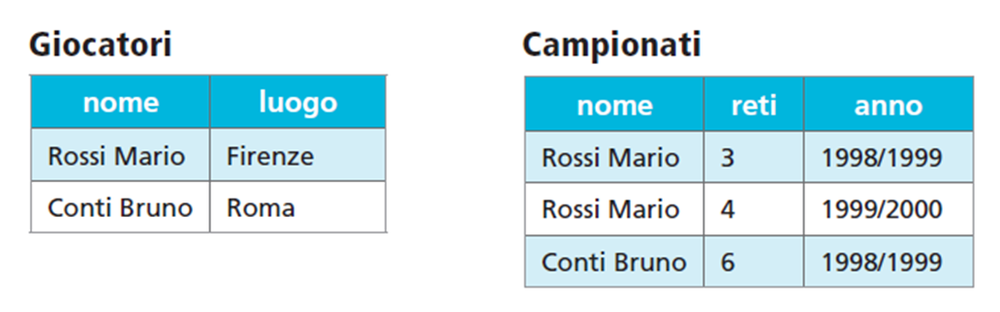 Giocatori
nome luogo
Rossi Mario Firenze
Conti Bruno Roma
Campionati
nome reti anno
Rossi Mario 3 1998/1999
Rossi Mario 4 1999/2000
Conti Bruno 6 1998/1999